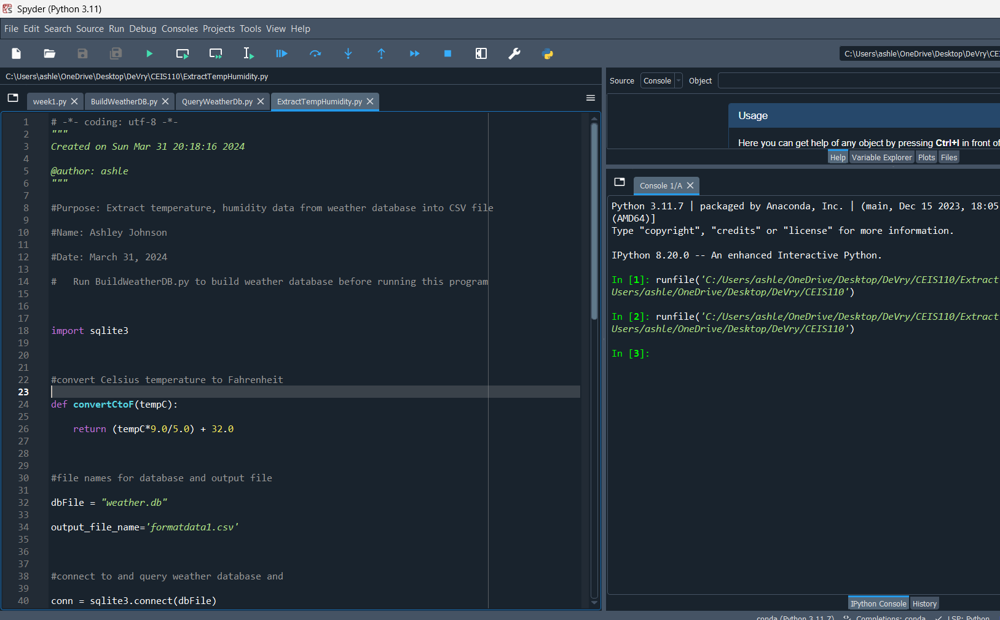 Spyder (Python 3.11)
File Edit Search Source Run Debug Consoles Projects Tools View Help
C:\Users\ashle\OneDrive\Desktop\DeVry\CEI
C:\Users\ashle\OneDrive\Desktop\DeVry\CEIS110\ExtractTempHumidity.py
week1.py BuildWeatherDB.py QueryWeatherDb.py ExtractTempHumidity.py
1 # -*- coding: utf-8 -*-
2 """
3 Created on Sun Mar 31 20:18:16 2024
4
5 @author: ashle
6 """
7
8 #Purpose: Extract temperature, humidity data from weather database into CSV file
9
10 #Name: Ashley Johnson
11
12 #Date: March 31, 2024
13
14 #   Run BuildWeatherDB.py to build weather database before running this program
15
16
17
18 import sqlite3
19
20
21
22 #convert Celsius temperature to Fahrenheit
23
24 def convertCtoF(tempC):
25
26     return (tempC*9.0/5.0) + 32.0
27
28
29
30 #file names for database and output file
31
32 dbFile = "weather.db"
33
34 output_file_name='formatdata1.csv'
35
36
37
38 #connect to and query weather database and
39
40 conn = sqlite3.connect(dbFile)
Source Console Object
Usage
Here you can get help of any object by pressing Ctrl+I in front of
Help Variable Explorer Plots Files
Console 1/A
Python 3.11.7 | packaged by Anaconda, Inc. | (main, Dec 15 2023, 18:05
(AMD64)]
Type "copyright", "credits" or "license" for more information.
IPython 8.20.0 -- An enhanced Interactive Python.
In [1]: runfile('C:/Users/ashle/OneDrive/Desktop/DeVry/CEIS110/Extract
Users/ashle/OneDrive/Desktop/DeVry/CEIS110')
In [2]: runfile('C:/Users/ashle/OneDrive/Desktop/DeVry/CEIS110/Extract
Users/ashle/OneDrive/Desktop/DeVry/CEIS110')
In [3]:
IPython Console History
conda (Python 3.11.7) Completions: conda LSP: Python